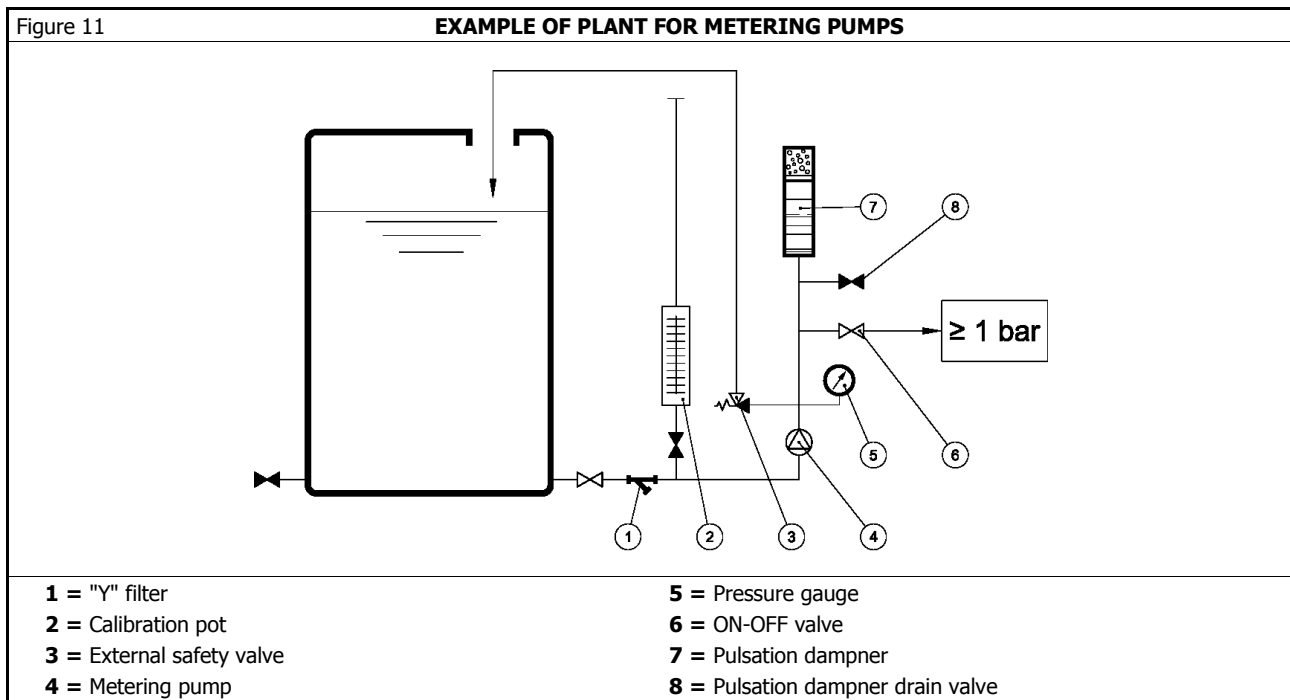 Figure 11 EXAMPLE OF PLANT FOR METERING PUMPS
7
8
≥ 1 bar
1
2
3
4
5
6
1 = "Y" filter
2 = Calibration pot
3 = External safety valve
4 = Metering pump
5 = Pressure gauge
6 = ON-OFF valve
7 = Pulsation dampner
8 = Pulsation dampner drain valve